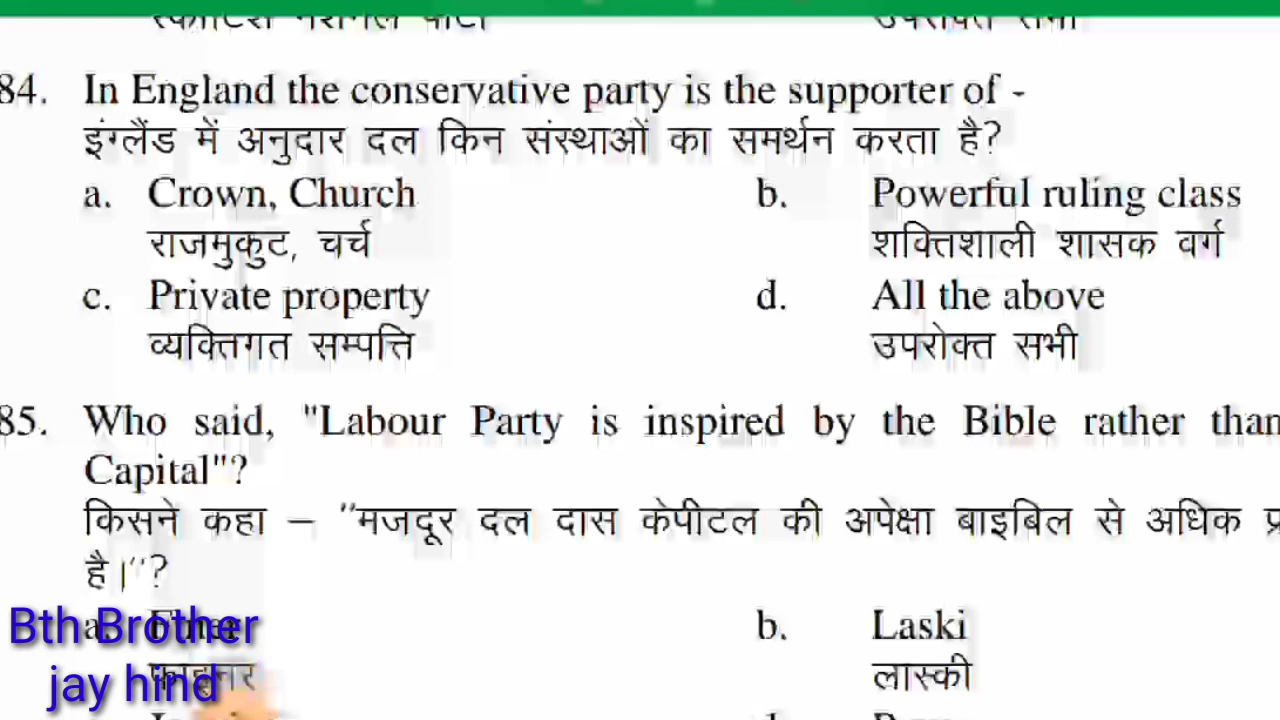 84. In England the conservative party is the supporter of -
इंग्लैंड में अनुदार दल किन संस्थाओं का समर्थन करता है?
a. Crown, Church b. Powerful ruling class
राजमुकुट, चर्च शक्तिशाली शासक वर्ग
c. Private property d. All the above
व्यक्तिगत सम्पत्ति उपरोक्त सभी
85. Who said, "Labour Party is inspired by the Bible rather than
Capital"?
किसने कहा – "मजदूर दल दास केपीटल की अपेक्षा बाइबिल से अधिक
है।"?
a. b. Laski
लास्की
Bth Brother
jay hind